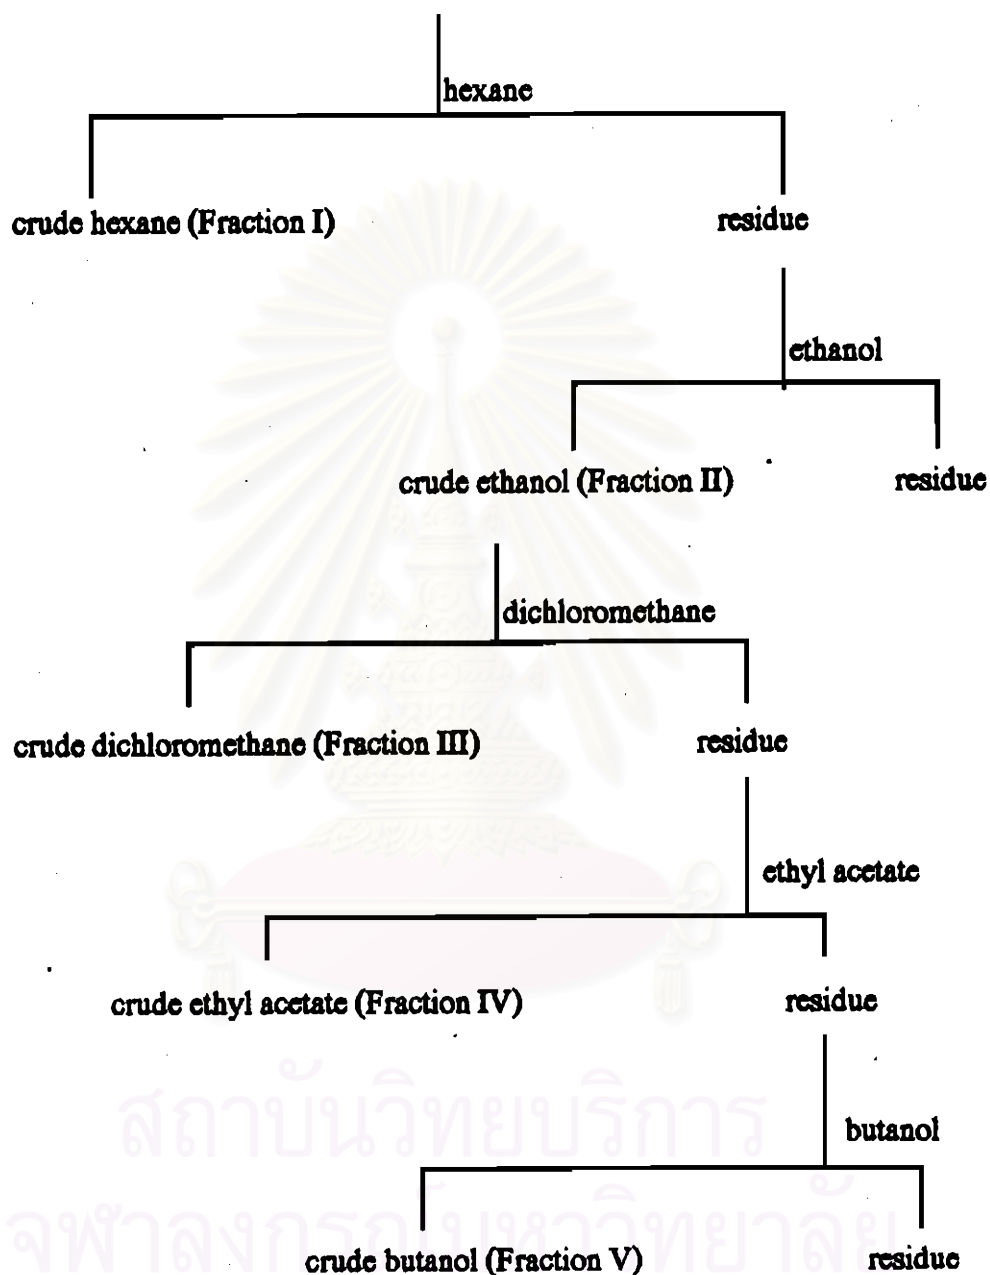 hexane
crude hexane (Fraction I) residue
ethanol
crude ethanol (Fraction II) residue
dichloromethane
crude dichloromethane (Fraction III) residue
ethyl acetate
crude ethyl acetate (Fraction IV) residue
butanol
สถาบันวิทยบริการ
จุฬาลงกรณ์มหาวิทยาลัย
crude butanol (Fraction V) residue